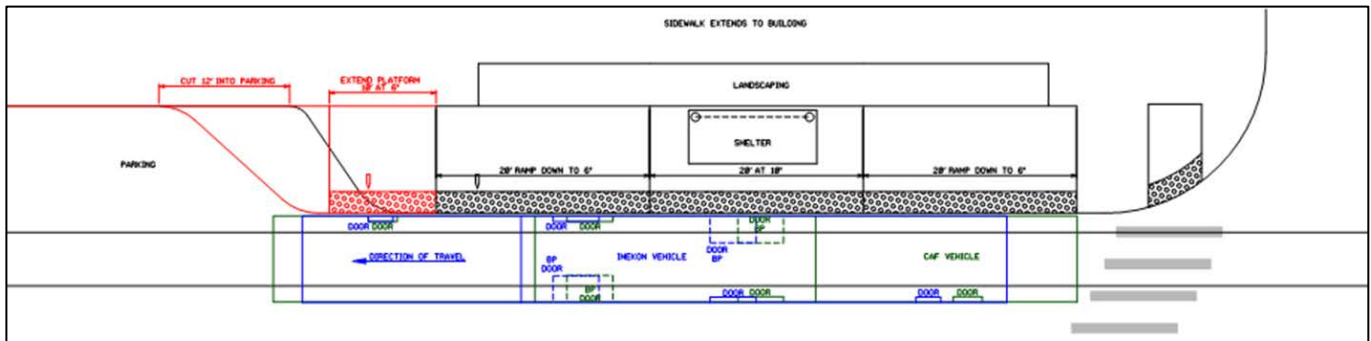 SIDEWALK EXTENDS TO BUILDING
CUT 12' INTO PARKING
EXTEND PLATFORM
10' AT 6"
LANDSCAPING
SHELTER
PARKING
20' RAMP DOWN TO 6"
20' AT 10"
20' RAMP DOWN TO 6"
DOOR DOOR
DOOR DOOR
DOOR
BP
DOOR
BP
DIRECTION OF TRAVEL
BP
DOOR
INEKON VEHICLE
CAF VEHICLE
BP
DOOR
DOOR DOOR
DOOR DOOR